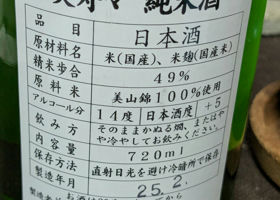 純米酒
品目 日本酒
原材料名 米(国産)、米麹(国産米)
精米歩合 49%
原料米 美山錦100%使用
アルコール分 14度 日本酒度 +5
飲み方 そのままかぬる燗、または
や冷やしてお飲みください。
内容量 720ml
保存方法 直射日光を避け冷暗所で保存
製造年月 25.2.